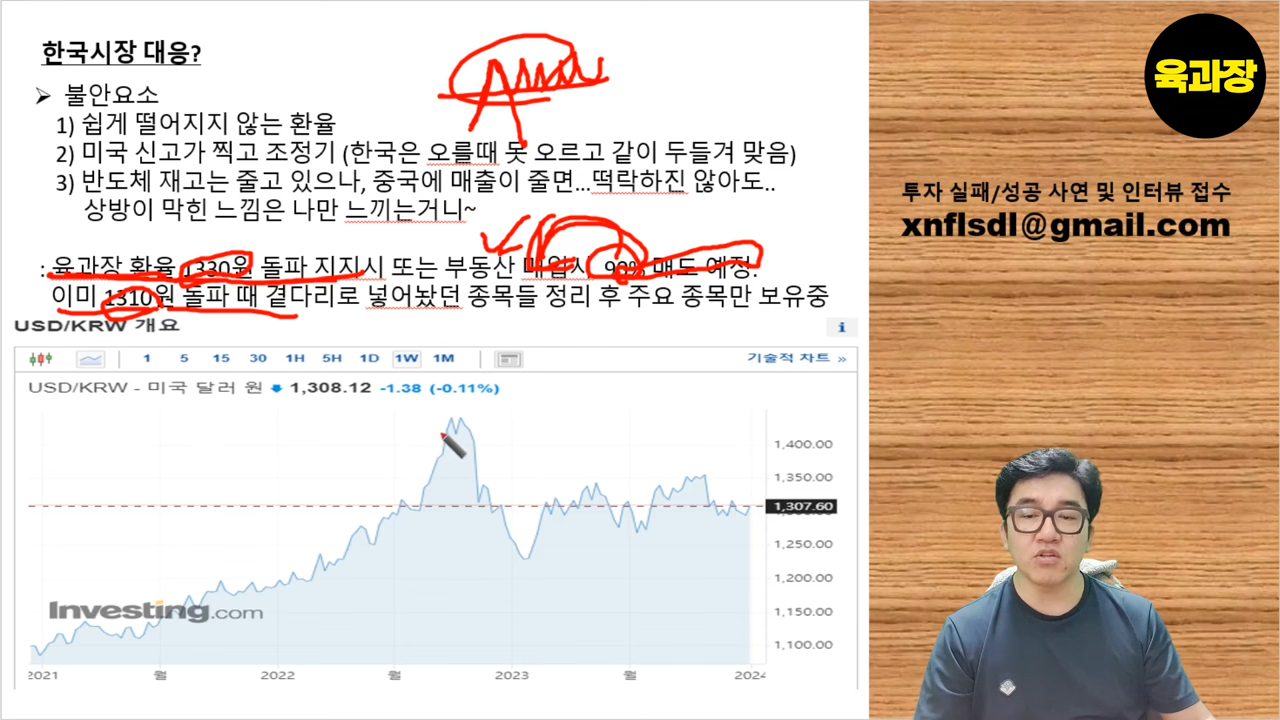 한국시장 대응?
➢ 불안요소
1) 쉽게 떨어지지 않는 환율
2) 미국 신고가 찍고 조정기 (한국은 오를때 못 오르고 같이 두들겨 맞음)
3) 반도체 재고는 줄고 있으나, 중국에 매출이 줄면...떡락하진 않아도..
상방이 막힌 느낌은 나만 느끼는거니~
: 육과장 환율 1330원 돌파 지지시 또는 부동산 매입시 90% 매도 예정.
이미 1310원 돌파 때 곁다리로 넣어놨던 종목들 정리 후 주요 종목만 보유중
USD/KRW 개요
i
1 5 15 30 1H 5H 1D 1W 1M
기술적 차트 »
USD/KRW - 미국 달러 원 1,308.12 -1.38 (-0.11%)
1,400.00
1,350.00
1,307.60
1,250.00
1,200.00
1,150.00
1,100.00
Investing.com
2021 월 2022 월 2023 월 2024
육과장
투자 실패/성공 사연 및 인터뷰 접수
xnflsdl@gmail.com